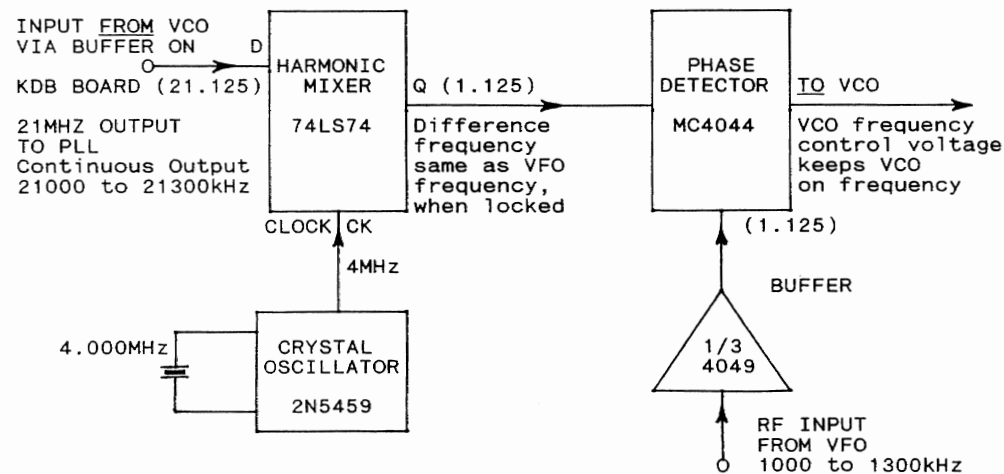 INPUT FROM VCO
VIA BUFFER ON
D
KDB BOARD (21.125)
21MHZ OUTPUT
TO PLL
Continuous Output
21000 to 21300kHz
HARMONIC
MIXER
74LS74
Q (1.125)
Difference
frequency
same as VFO
frequency,
when locked
CLOCK CK
4MHz
4.000MHz
CRYSTAL
OSCILLATOR
2N5459
PHASE
DETECTOR
MC4044
TO VCO
VCO frequency
control voltage
keeps VCO
on frequency
(1.125)
BUFFER
1/3
4049
RF INPUT
FROM VFO
1000 to 1300kHz